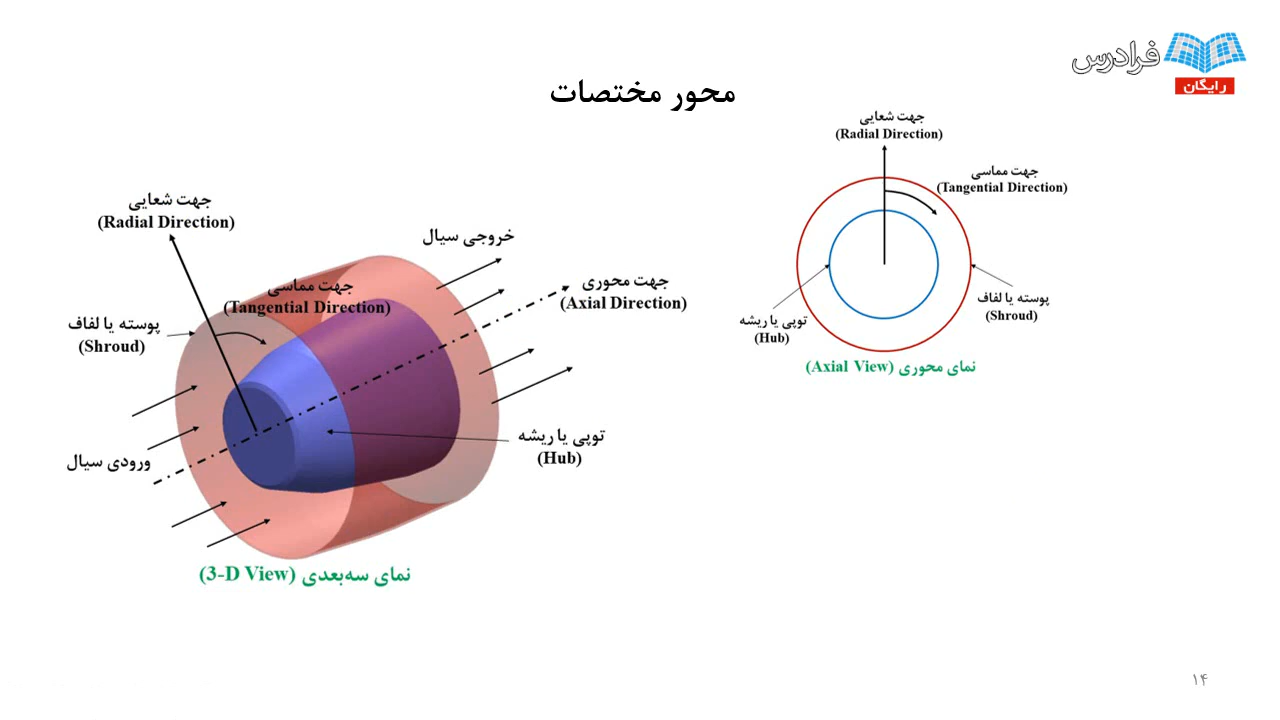 فرادرس
رایگان
محور مختصات
جهت شعایی
(Radial Direction)
جهت مماسی
(Tangential Direction)
پوسته یا لفاف
(Shroud)
توپی یا ریشه
(Hub)
نمای محوری (Axial View)
جهت شعایی
(Radial Direction)
خروجی سیال
جهت مماسی
(Tangential Direction)
جهت محوری
(Axial Direction)
پوسته یا لفاف
(Shroud)
توپی یا ریشه
(Hub)
ورودی سیال
نمای سه‌بعدی (3-D View)
۱۴